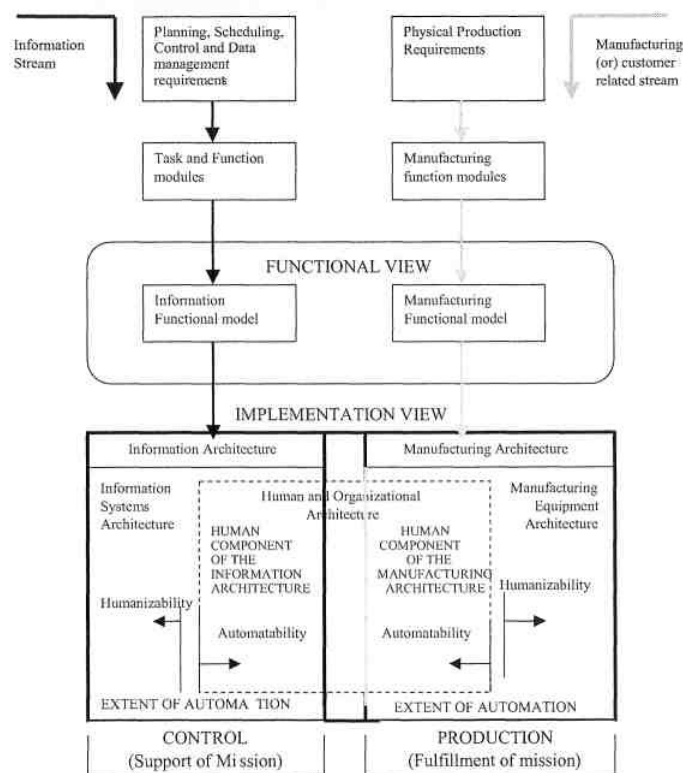 Information
Stream
Planning, Scheduling,
Control and Data
management
requirements
Physical Production
Requirements
Manufacturing
(or) customer
related stream
Task and Function
modules
Manufacturing
function modules
FUNCTIONAL VIEW
Information
Functional model
Manufacturing
Functional model
IMPLEMENTATION VIEW
Information Architecture
Manufacturing Architecture
Information
Systems
Architecture
Human and Organizational
Architecture
Manufacturing
Equipment
Architecture
HUMAN
COMPONENT
OF THE
INFORMATION
ARCHITECTURE
HUMAN
COMPONENT
OF THE
MANUFACTURING
ARCHITECTURE
Humanizability
Humanizability
Automatability
Automatability
EXTENT OF AUTOMA TION
EXTENT OF AUTOMATION
CONTROL
(Support of Mission)
PRODUCTION
(Fulfillment of mission)